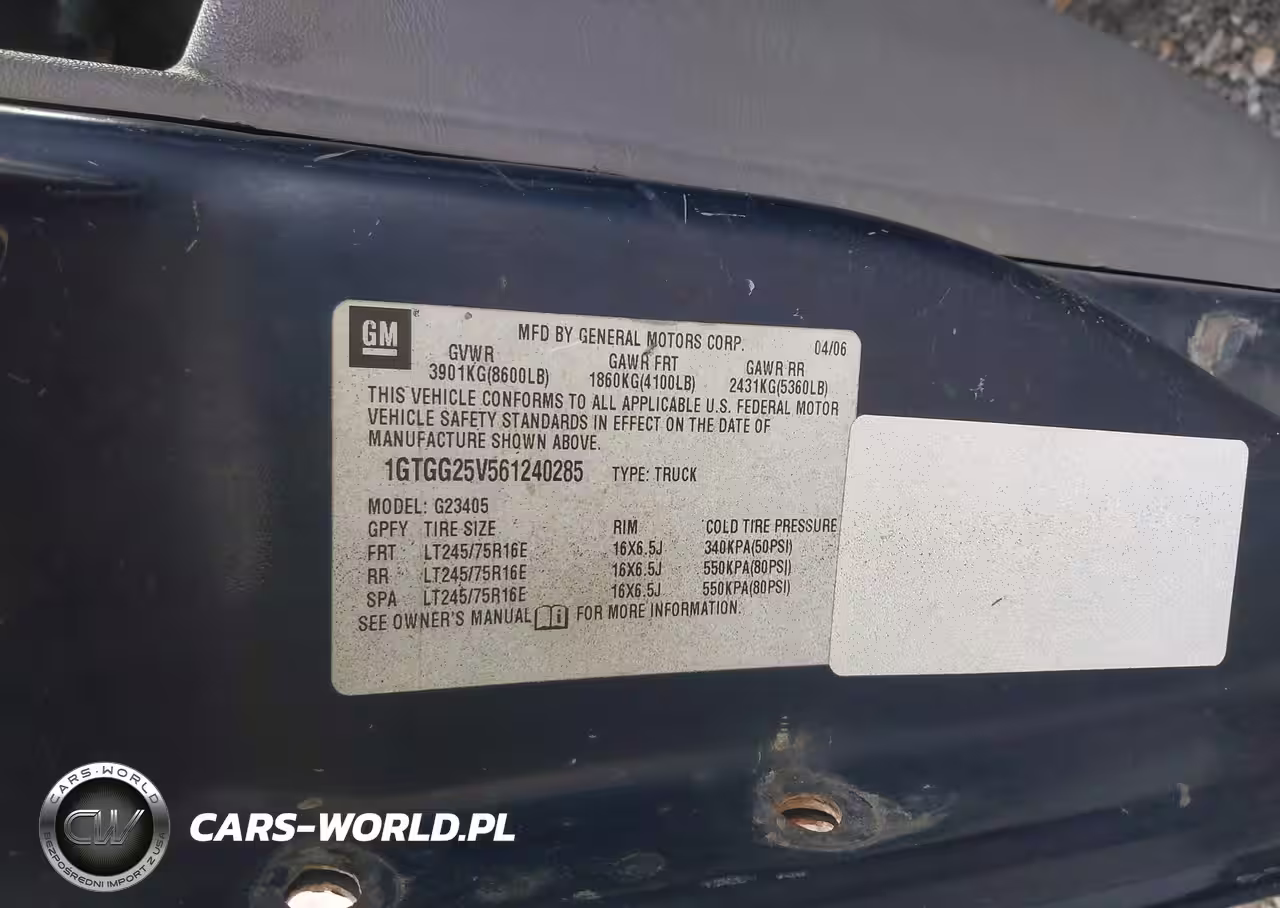 GM
MFD BY GENERAL MOTORS CORP. 04/06
GVWR GAWR FRT GAWR RR
3901KG(8600LB) 1860KG(4100LB) 2431KG(5360LB)
THIS VEHICLE CONFORMS TO ALL APPLICABLE U.S. FEDERAL MOTOR
VEHICLE SAFETY STANDARDS IN EFFECT ON THE DATE OF
MANUFACTURE SHOWN ABOVE.
1GTGG25V561240285 TYPE: TRUCK
MODEL: G23405
GPFY TIRE SIZE RIM COLD TIRE PRESSURE
FRT LT245/75R16E 16X6.5J 340KPA(50PSI)
RR LT245/75R16E 16X6.5J 550KPA(80PSI)
SPA LT245/75R16E 16X6.5J 550KPA(80PSI)
SEE OWNER'S MANUAL FOR MORE INFORMATION.
CARS-WORLD
CW
BEZPOŚREDNI IMPORT Z USA
CARS-WORLD.PL